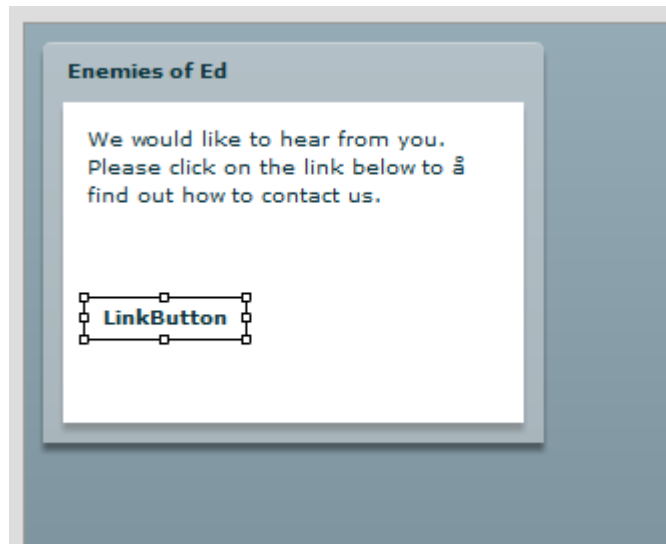 Enemies of Ed
We would like to hear from you.
Please click on the link below to å
find out how to contact us.
LinkButton